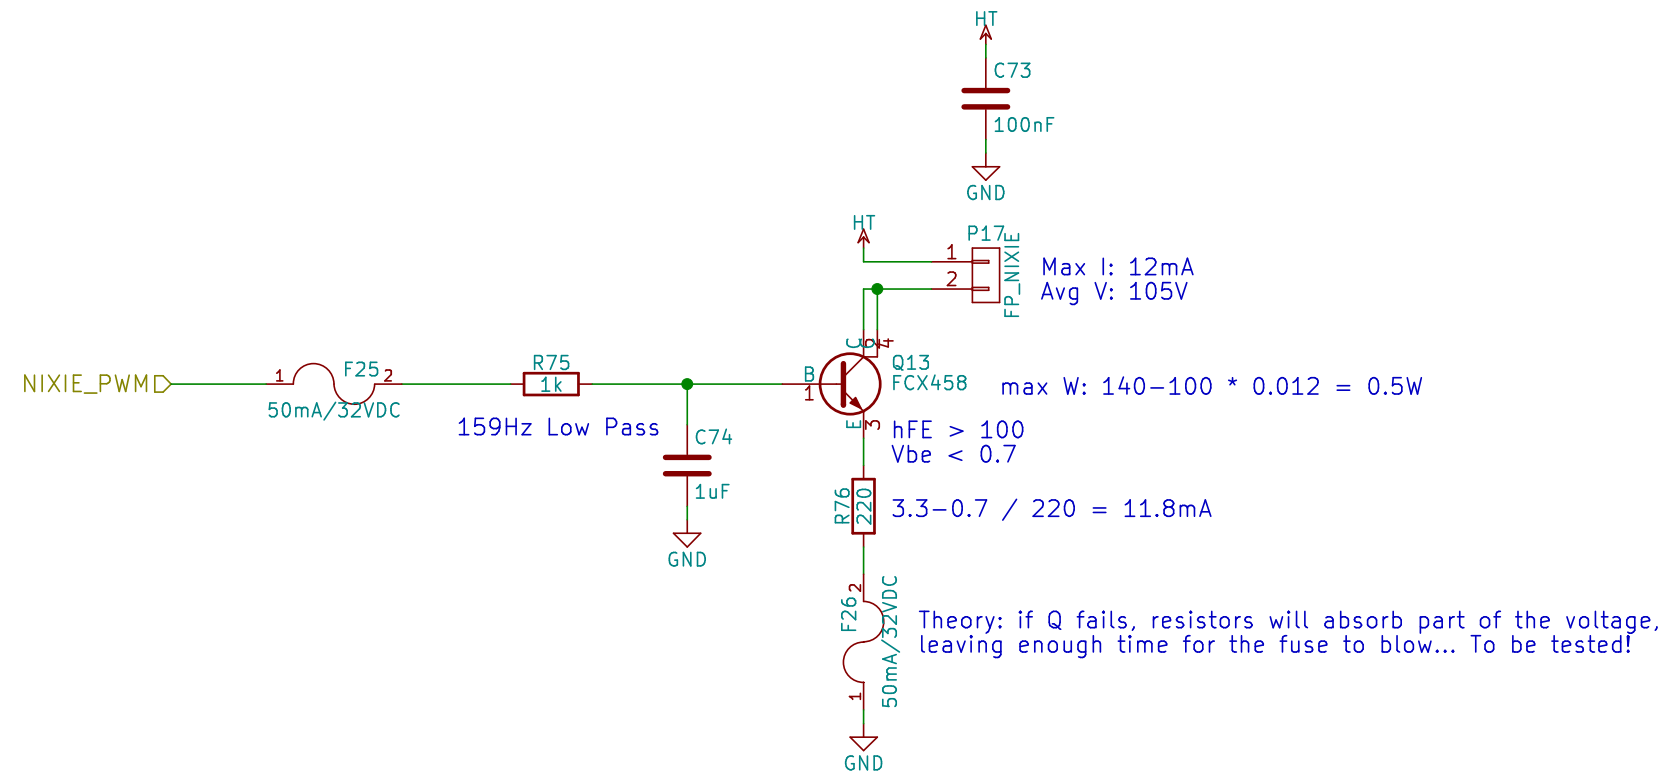 HT
C73
100nF
GND
HT
P17
FP_NIXIE
1
2
Max I: 12mA
Avg V: 105V
NIXIE_PWM
1
F25
2
50mA/32VDC
R75
1k
159Hz Low Pass
C74
1uF
GND
B
1
C
4
Q13
FCX458
max W: 140-100 * 0.012 = 0.5W
E
3
hFE > 100
Vbe < 0.7
R76
220
3.3-0.7 / 220 = 11.8mA
2
F26
50mA/32VDC
1
Theory: if Q fails, resistors will absorb part of the voltage,
leaving enough time for the fuse to blow... To be tested!
GND